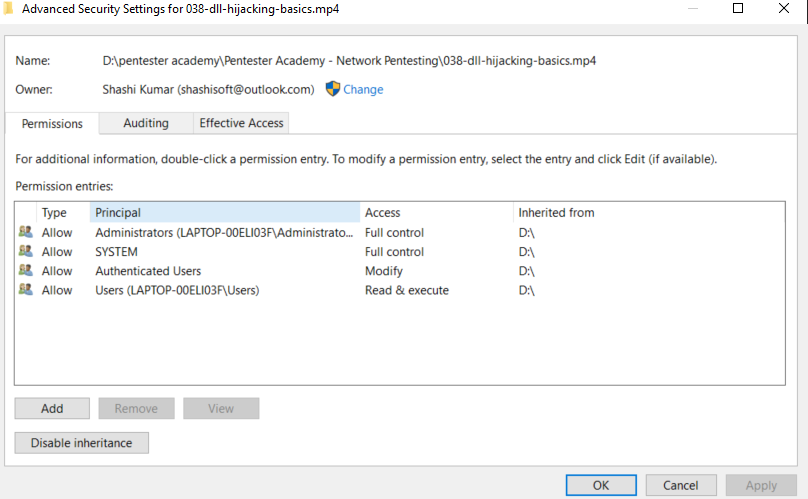 Advanced Security Settings for 038-dll-hijacking-basics.mp4
Name: D:\pentester academy\Pentester Academy - Network Pentesting\038-dll-hijacking-basics.mp4
Owner: Shashi Kumar (shashisoft@outlook.com) Change
Permissions Auditing Effective Access
For additional information, double-click a permission entry. To modify a permission entry, select the entry and click Edit (if available).
Permission entries:
Type Principal Access Inherited from
Allow Administrators (LAPTOP-00ELI03F\Administrato... Full control D:\
Allow SYSTEM Full control D:\
Allow Authenticated Users Modify D:\
Allow Users (LAPTOP-00ELI03F\Users) Read & execute D:\
Add Remove View
Disable inheritance
OK Cancel Apply